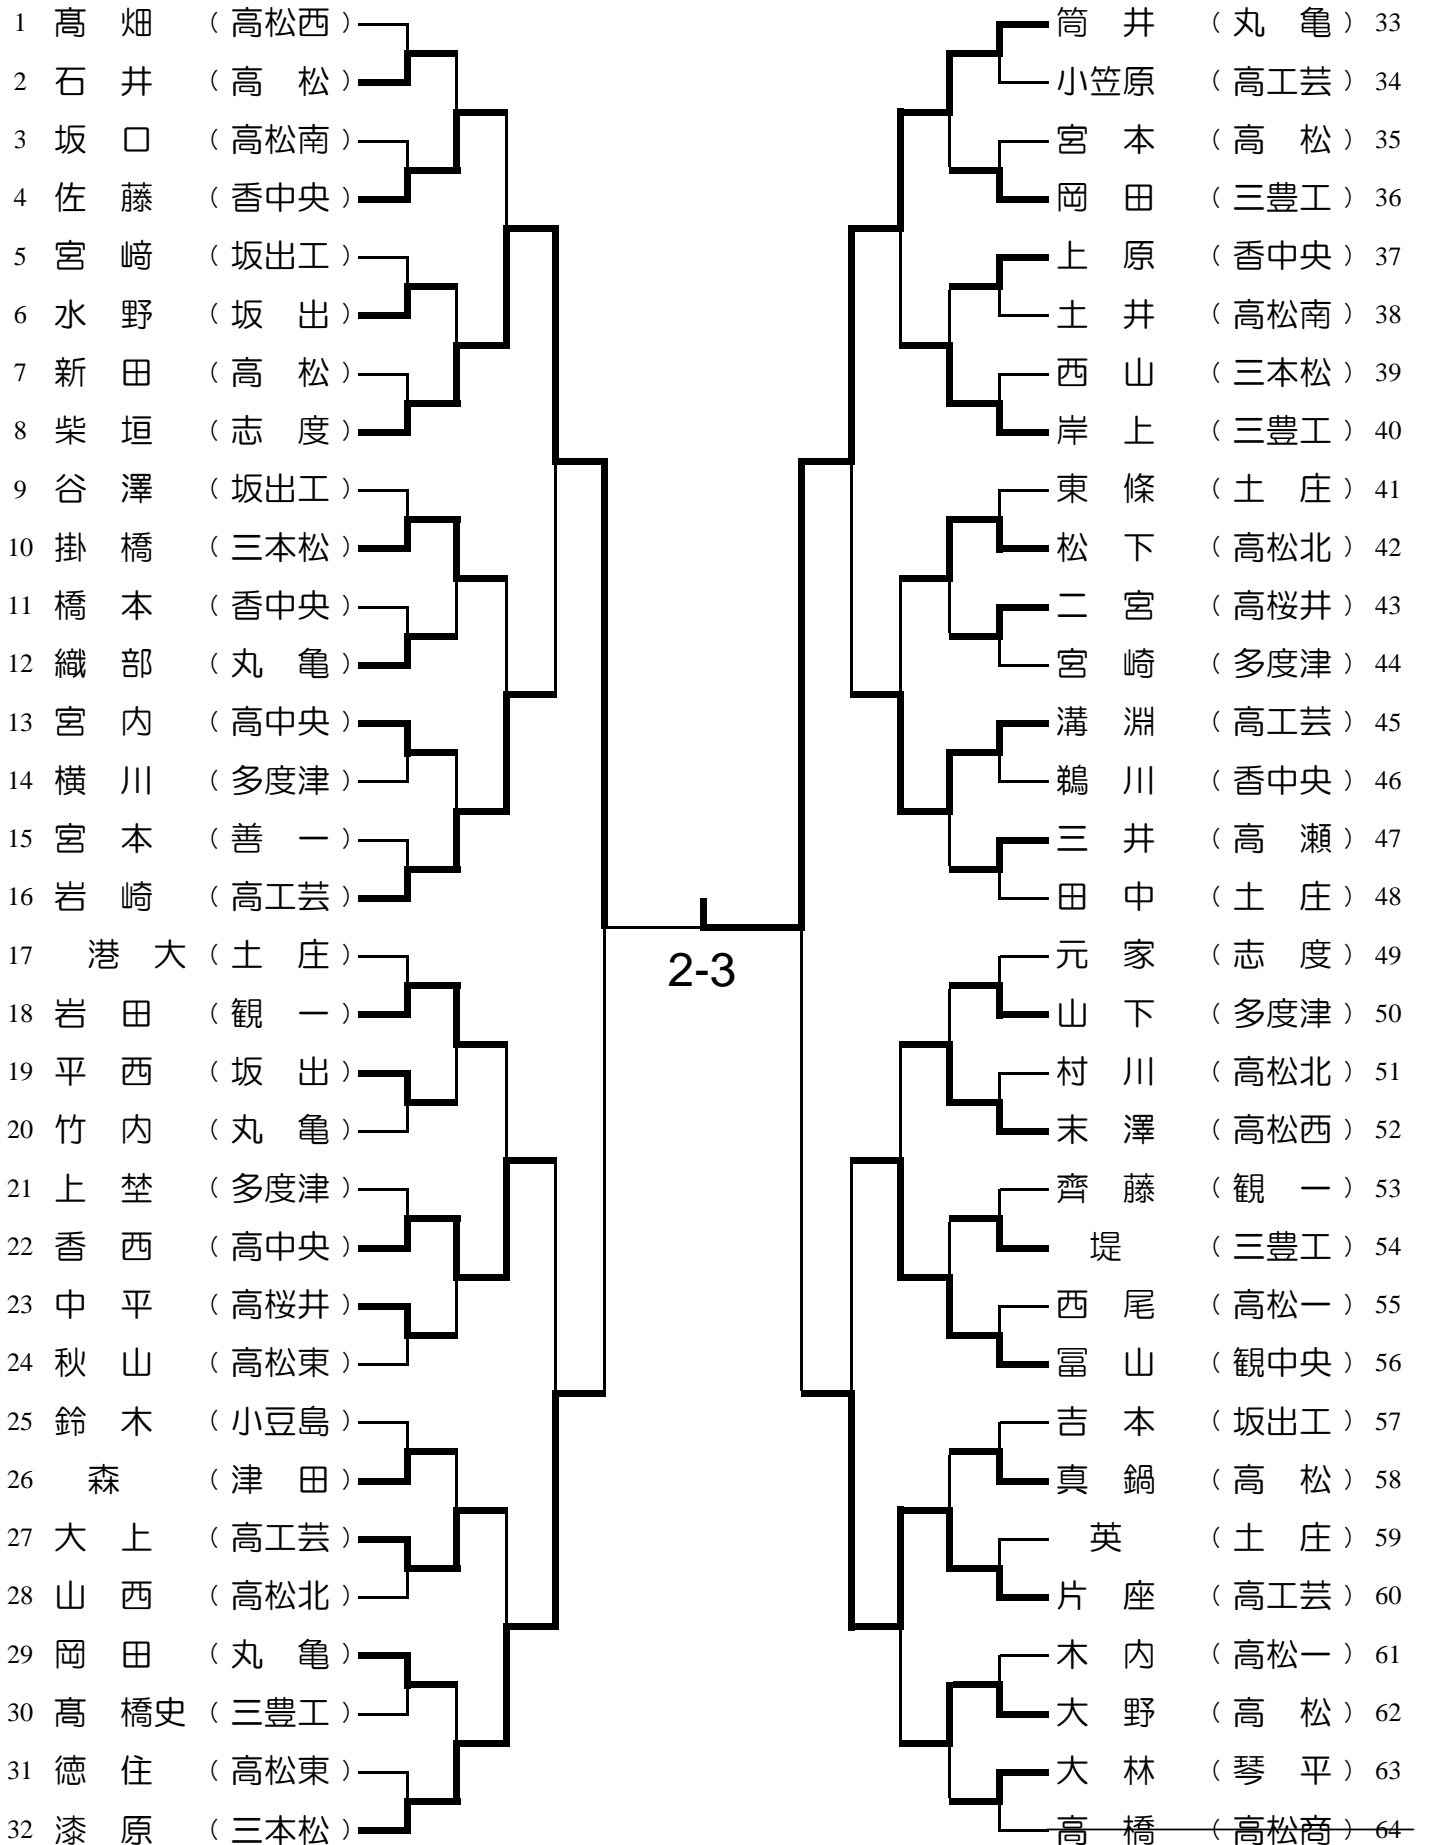 1 髙 畑 （ 高松西 ）
2 石 井 （ 高 松 ）
3 坂 口 （ 高松南 ）
4 佐 藤 （ 香中央 ）
5 宮 﨑 （ 坂出工 ）
6 水 野 （ 坂 出 ）
7 新 田 （ 高 松 ）
8 柴 垣 （ 志 度 ）
9 谷 澤 （ 坂出工 ）
10 掛 橋 （ 三本松 ）
11 橋 本 （ 香中央 ）
12 織 部 （ 丸 亀 ）
13 宮 内 （ 高中央 ）
14 横 川 （ 多度津 ）
15 宮 本 （ 善 一 ）
16 岩 崎 （ 高工芸 ）
17 港 大 （ 土 庄 ）
18 岩 田 （ 観 一 ）
19 平 西 （ 坂 出 ）
20 竹 内 （ 丸 亀 ）
21 上 埜 （ 多度津 ）
22 香 西 （ 高中央 ）
23 中 平 （ 高桜井 ）
24 秋 山 （ 高松東 ）
25 鈴 木 （ 小豆島 ）
26 森 （ 津 田 ）
27 大 上 （ 高工芸 ）
28 山 西 （ 高松北 ）
29 岡 田 （ 丸 亀 ）
30 髙 橋史 （ 三豊工 ）
31 徳 住 （ 高松東 ）
32 漆 原 （ 三本松 ）
2-3
筒 井 （ 丸 亀 ） 33
小笠原 （ 高工芸 ） 34
宮 本 （ 高 松 ） 35
岡 田 （ 三豊工 ） 36
上 原 （ 香中央 ） 37
土 井 （ 高松南 ） 38
西 山 （ 三本松 ） 39
岸 上 （ 三豊工 ） 40
東 條 （ 土 庄 ） 41
松 下 （ 高松北 ） 42
二 宮 （ 高桜井 ） 43
宮 崎 （ 多度津 ） 44
溝 淵 （ 高工芸 ） 45
鵜 川 （ 香中央 ） 46
三 井 （ 高 瀬 ） 47
田 中 （ 土 庄 ） 48
元 家 （ 志 度 ） 49
山 下 （ 多度津 ） 50
村 川 （ 高松北 ） 51
末 澤 （ 高松西 ） 52
齊 藤 （ 観 一 ） 53
堤 （ 三豊工 ） 54
西 尾 （ 高松一 ） 55
冨 山 （ 観中央 ） 56
吉 本 （ 坂出工 ） 57
真 鍋 （ 高 松 ） 58
英 （ 土 庄 ） 59
片 座 （ 高工芸 ） 60
木 内 （ 高松一 ） 61
大 野 （ 高 松 ） 62
大 林 （ 琴 平 ） 63
高 橋 （ 高松商 ） 64